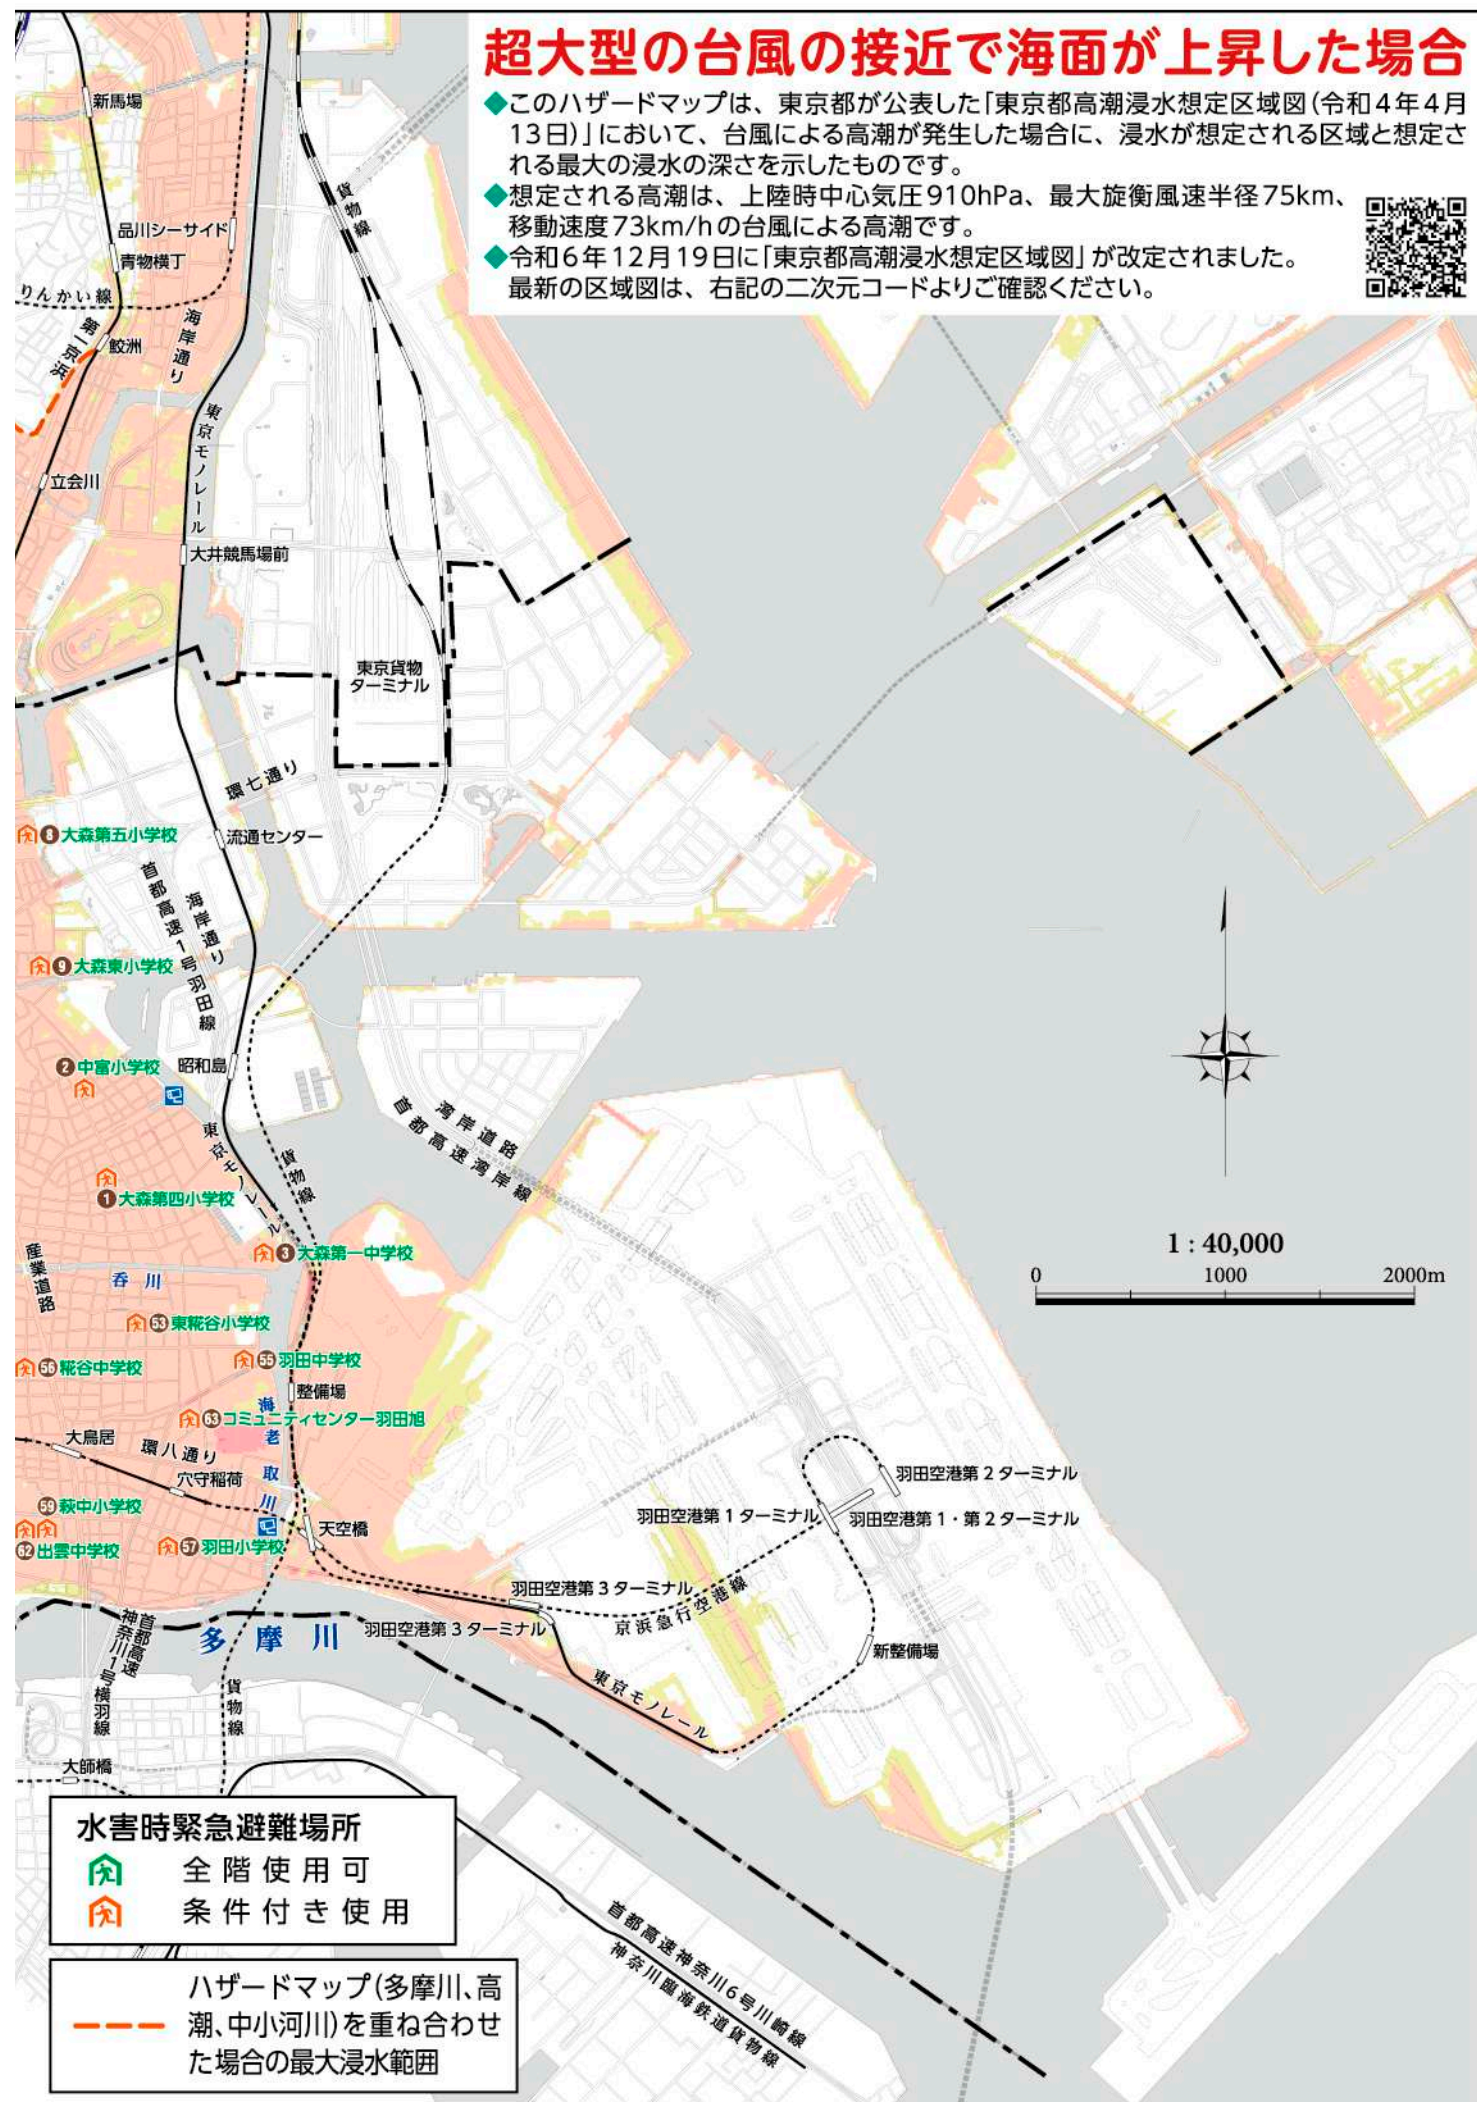 超大型の台風の接近で海面が上昇した場合
◆このハザードマップは、東京都が公表した「東京都高潮浸水想定区域図(令和4年4月
13日)」において、台風による高潮が発生した場合に、浸水が想定される区域と想定さ
れる最大の浸水の深さを示したものです。
◆想定される高潮は、上陸時中心気圧910hPa、最大旋衡風速半径75km、
移動速度73km/hの台風による高潮です。
◆令和6年12月19日に「東京都高潮浸水想定区域図」が改定されました。
最新の区域図は、右記の二次元コードよりご確認ください。
新馬場
貨物線
品川シーサイド
青物横丁
りんかい線
海岸通り
第一京浜
鮫洲
東京モノレール
立会川
大井競馬場前
東京貨物
ターミナル
環七通り
8 大森第五小学校
流通センター
首都高速1号羽田線
海岸通り
9 大森東小学校
2 中富小学校
昭和島
東京モノレール
貨物線
湾岸道路
首都高速湾岸線
1 大森第四小学校
産業道路
3 大森第一中学校
呑川
53 東糀谷小学校
56 糀谷中学校
55 羽田中学校
整備場
海老取川
63 コミュニティセンター羽田旭
大鳥居
環八通り
穴守稲荷
59 萩中小学校
62 出雲中学校
57 羽田小学校
天空橋
羽田空港第2ターミナル
羽田空港第1ターミナル
羽田空港第1・第2ターミナル
羽田空港第3ターミナル
京浜急行空港線
羽田空港第3ターミナル
新整備場
東京モノレール
多摩川
首都高速
神奈川1号横羽線
貨物線
大師橋
首都高速神奈川6号川崎線
神奈川臨海鉄道貨物線
1:40,000
0 1000 2000m
水害時緊急避難場所
全階使用可
条件付き使用
ハザードマップ(多摩川、高
潮、中小河川)を重ね合わせ
た場合の最大浸水範囲